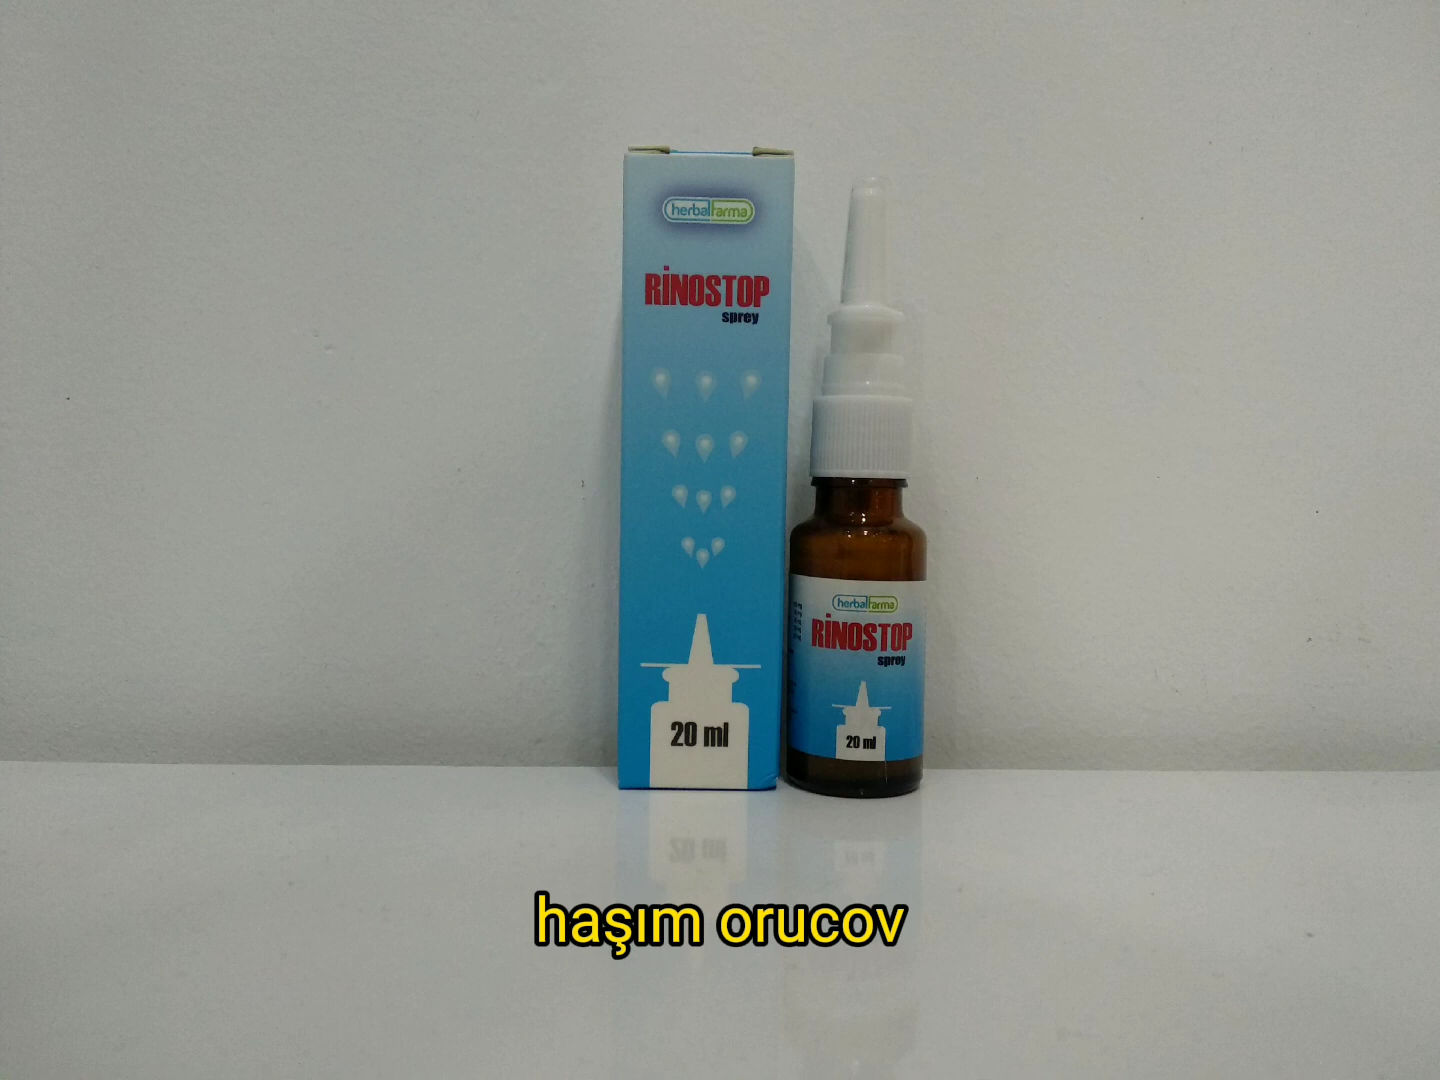 herbalfarma
RİNOSTOP
sprey
20 ml
herbalfarma
RİNOSTOP
sprey
20 ml
haşım orucov